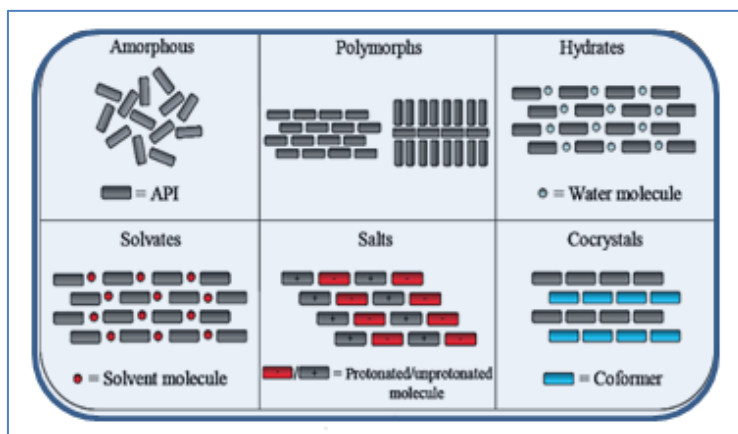 Amorphous
= API
Polymorphs
Hydrates
= Water molecule
Solvates
= Solvent molecule
Salts
- / + = Protonated/unprotonated
molecule
Cocrystals
= Coformer